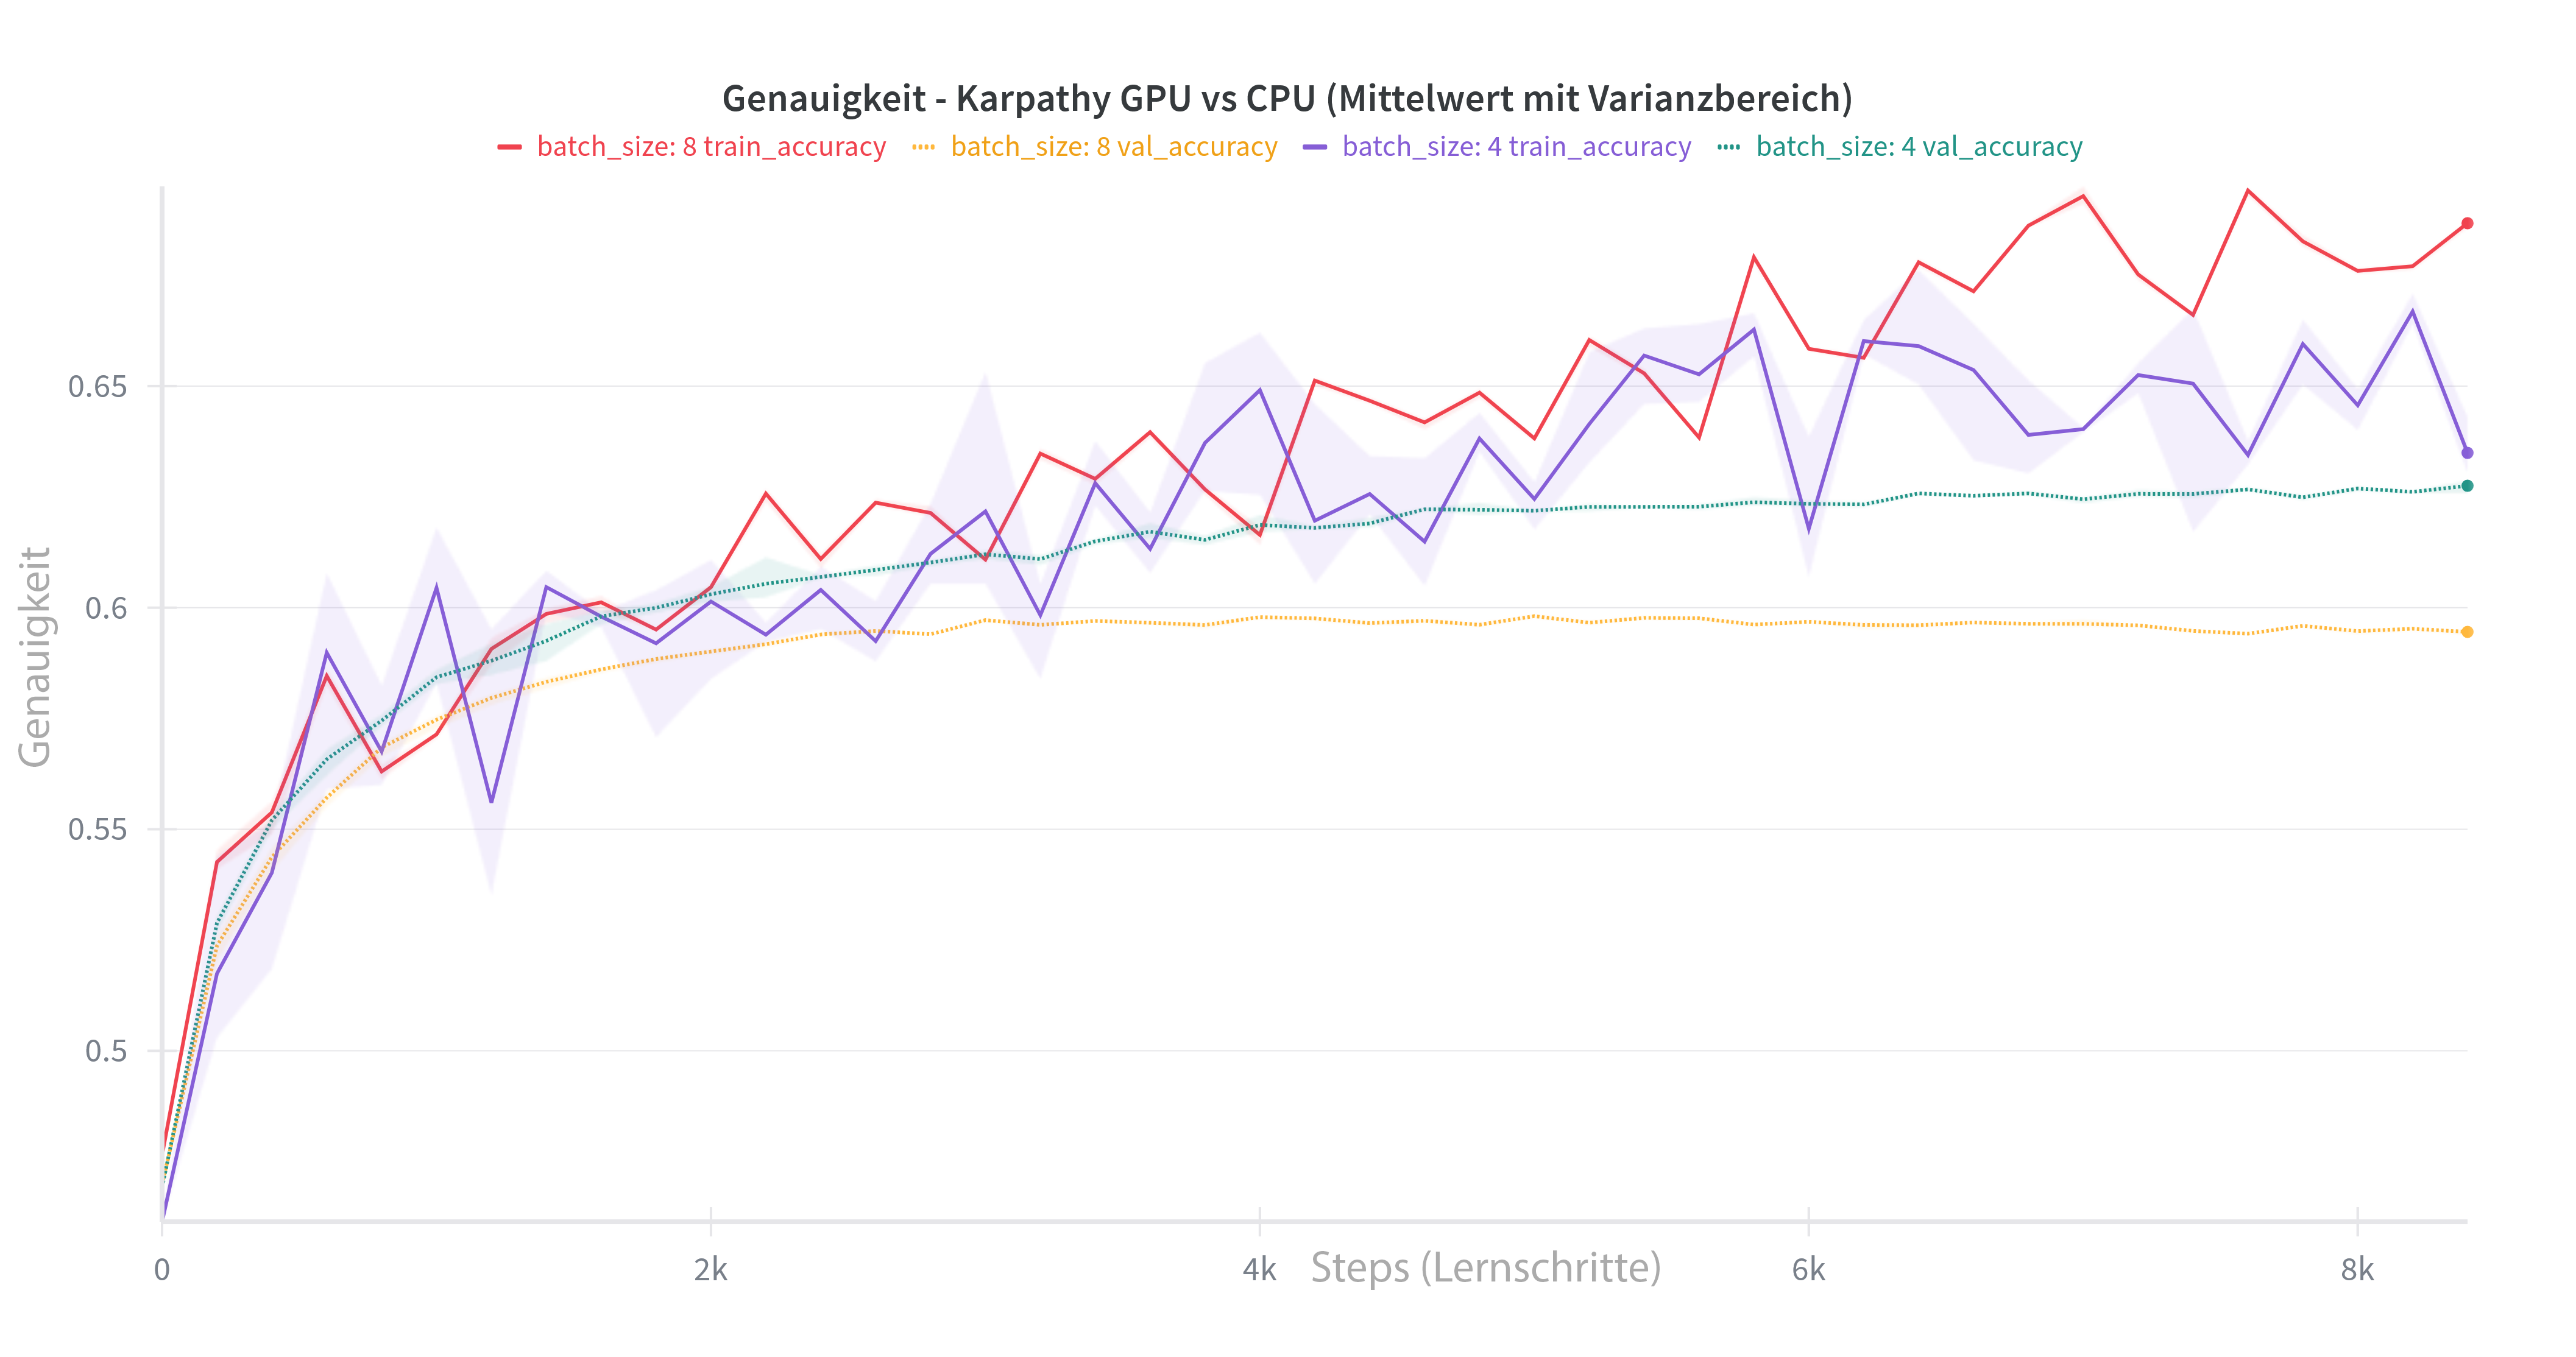 Genauigkeit - Karpathy GPU vs CPU (Mittelwert mit Varianzbereich)
batch_size: 8 train_accuracy batch_size: 8 val_accuracy batch_size: 4 train_accuracy batch_size: 4 val_accuracy
Genauigkeit
0.65
0.6
0.55
0.5
0 2k 4k Steps (Lernschritte) 6k 8k